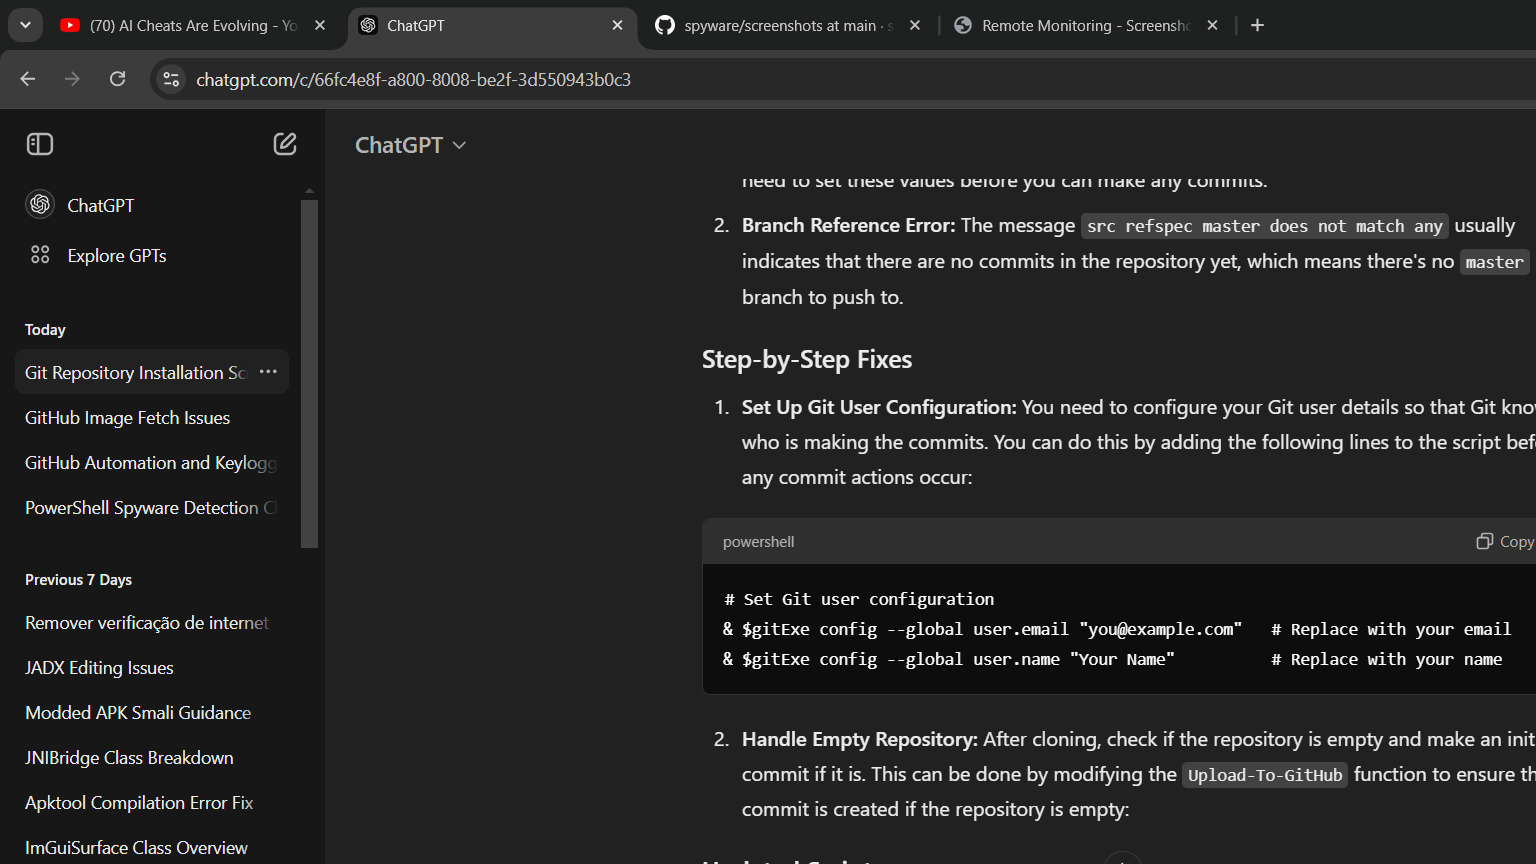 (70) AI Cheats Are Evolving - Yo
ChatGPT
spyware/screenshots at main · s
Remote Monitoring - Screensho
chatgpt.com/c/66fc4e8f-a800-8008-be2f-3d550943b0c3
ChatGPT
ChatGPT
Explore GPTs
Today
Git Repository Installation Scr
GitHub Image Fetch Issues
GitHub Automation and Keylogg
PowerShell Spyware Detection Cl
Previous 7 Days
Remover verificação de internet
JADX Editing Issues
Modded APK Smali Guidance
JNIBridge Class Breakdown
Apktool Compilation Error Fix
ImGuiSurface Class Overview
need to set these values before you can make any commits.
2. Branch Reference Error: The message src refspec master does not match any usually
indicates that there are no commits in the repository yet, which means there's no master
branch to push to.
Step-by-Step Fixes
1. Set Up Git User Configuration: You need to configure your Git user details so that Git kno
who is making the commits. You can do this by adding the following lines to the script bef
any commit actions occur:
powershell
Copy
# Set Git user configuration
& $gitExe config --global user.email "you@example.com" # Replace with your email
& $gitExe config --global user.name "Your Name" # Replace with your name
2. Handle Empty Repository: After cloning, check if the repository is empty and make an init
commit if it is. This can be done by modifying the Upload-To-GitHub function to ensure th
commit is created if the repository is empty: